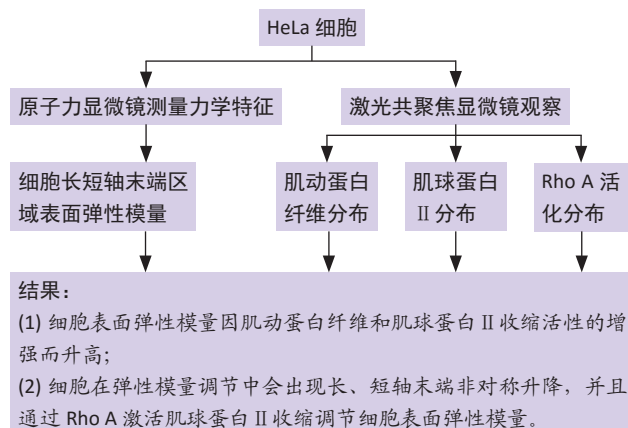 HeLa 细胞
原子力显微镜测量力学特征
激光共聚焦显微镜观察
细胞长短轴末端区
域表面弹性模量
肌动蛋白
纤维分布
肌球蛋白
Ⅱ分布
Rho A 活
化分布
结果：
(1) 细胞表面弹性模量因肌动蛋白纤维和肌球蛋白Ⅱ收缩活性的增
强而升高；
(2) 细胞在弹性模量调节中会出现长、短轴末端非对称升降，并且
通过 Rho A 激活肌球蛋白Ⅱ收缩调节细胞表面弹性模量。